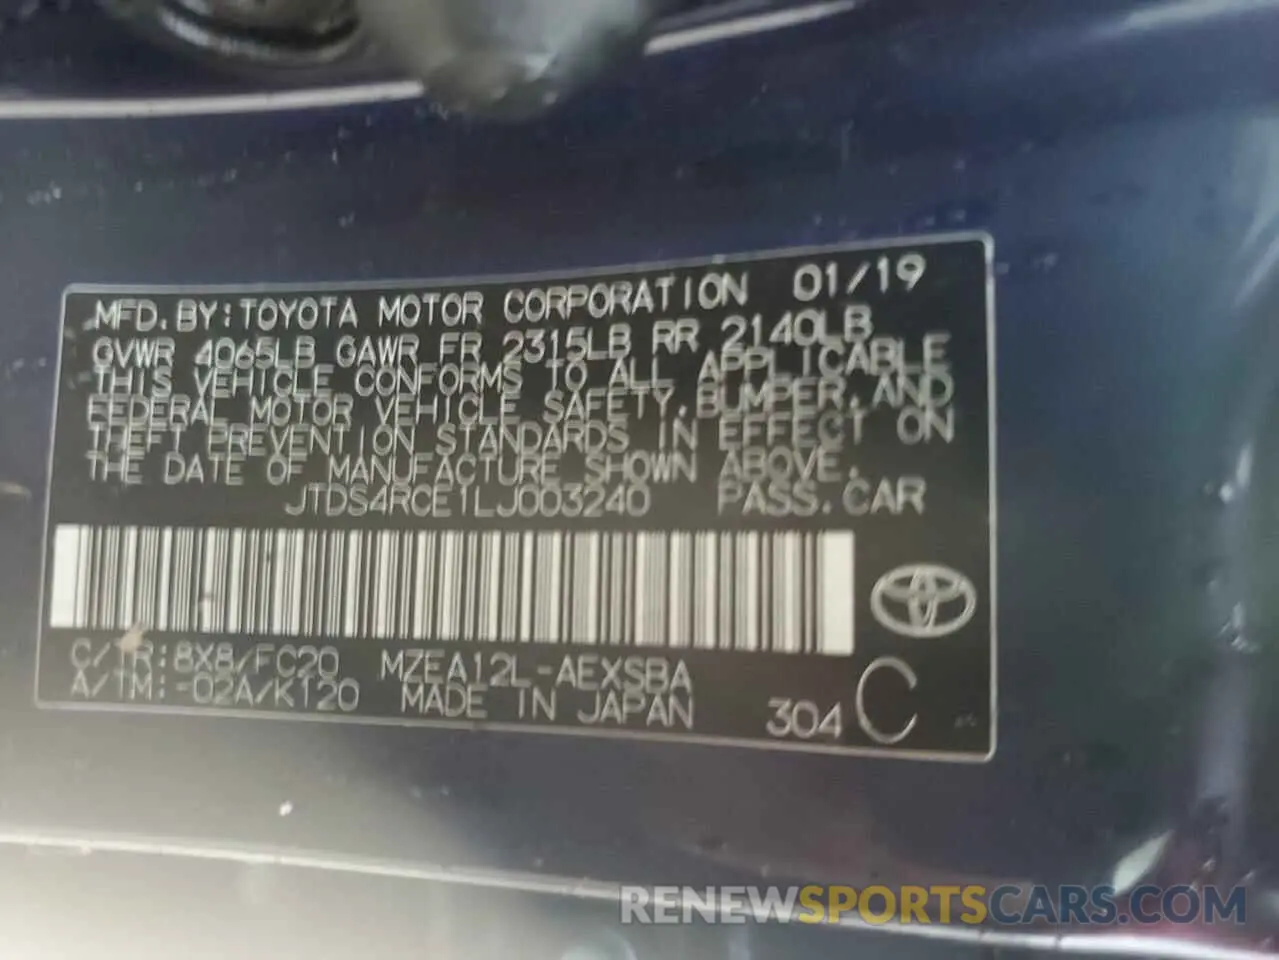 MFD. BY: TOYOTA MOTOR CORPORATION 01/19
GVWR 4065LB GAWR FR 2315LB RR 2140LB
THIS VEHICLE CONFORMS TO ALL APPLICABLE
FEDERAL MOTOR VEHICLE SAFETY, BUMPER, AND
THEFT PREVENTION STANDARDS IN EFFECT ON
THE DATE OF MANUFACTURE SHOWN ABOVE.
JTDS4RCE1LJ003240 PASS. CAR
C/TR: 8X8/FC20 MZEA12L-AEXSBA
A/TM: -02A/K120 MADE IN JAPAN 304 C
RENEWSPORTSCARS.COM